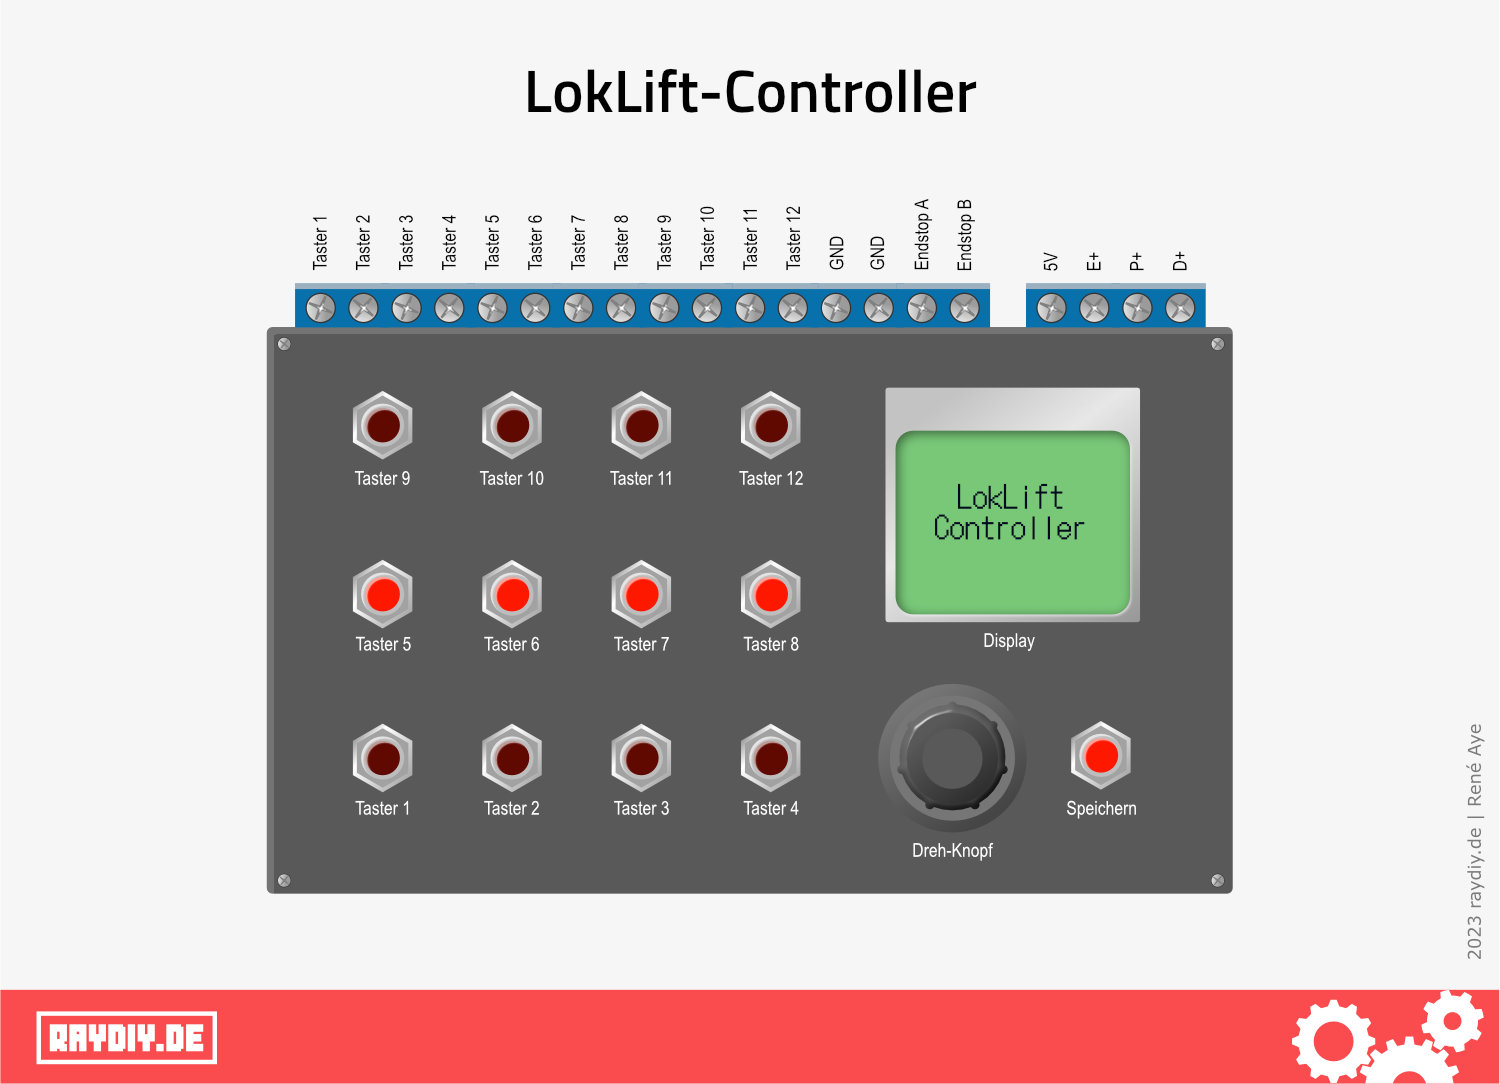 LokLift-Controller
Taster 1
Taster 2
Taster 3
Taster 4
Taster 5
Taster 6
Taster 7
Taster 8
Taster 9
Taster 10
Taster 11
Taster 12
GND
GND
Endstop A
Endstop B
5V
E+
P+
D+
Taster 9
Taster 10
Taster 11
Taster 12
LokLift
Controller
Taster 5
Taster 6
Taster 7
Taster 8
Display
Taster 1
Taster 2
Taster 3
Taster 4
Speichern
Dreh-Knopf
2023 raydiy.de | René Aye
RAYDIY.DE